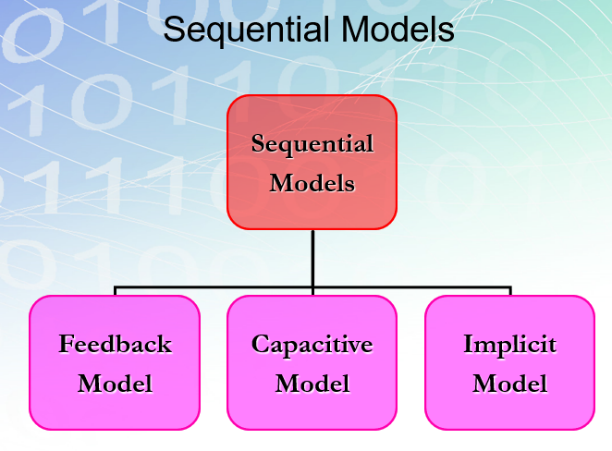 Sequential Models
Sequential
Models
Feedback
Model
Capacitive
Model
Implicit
Model